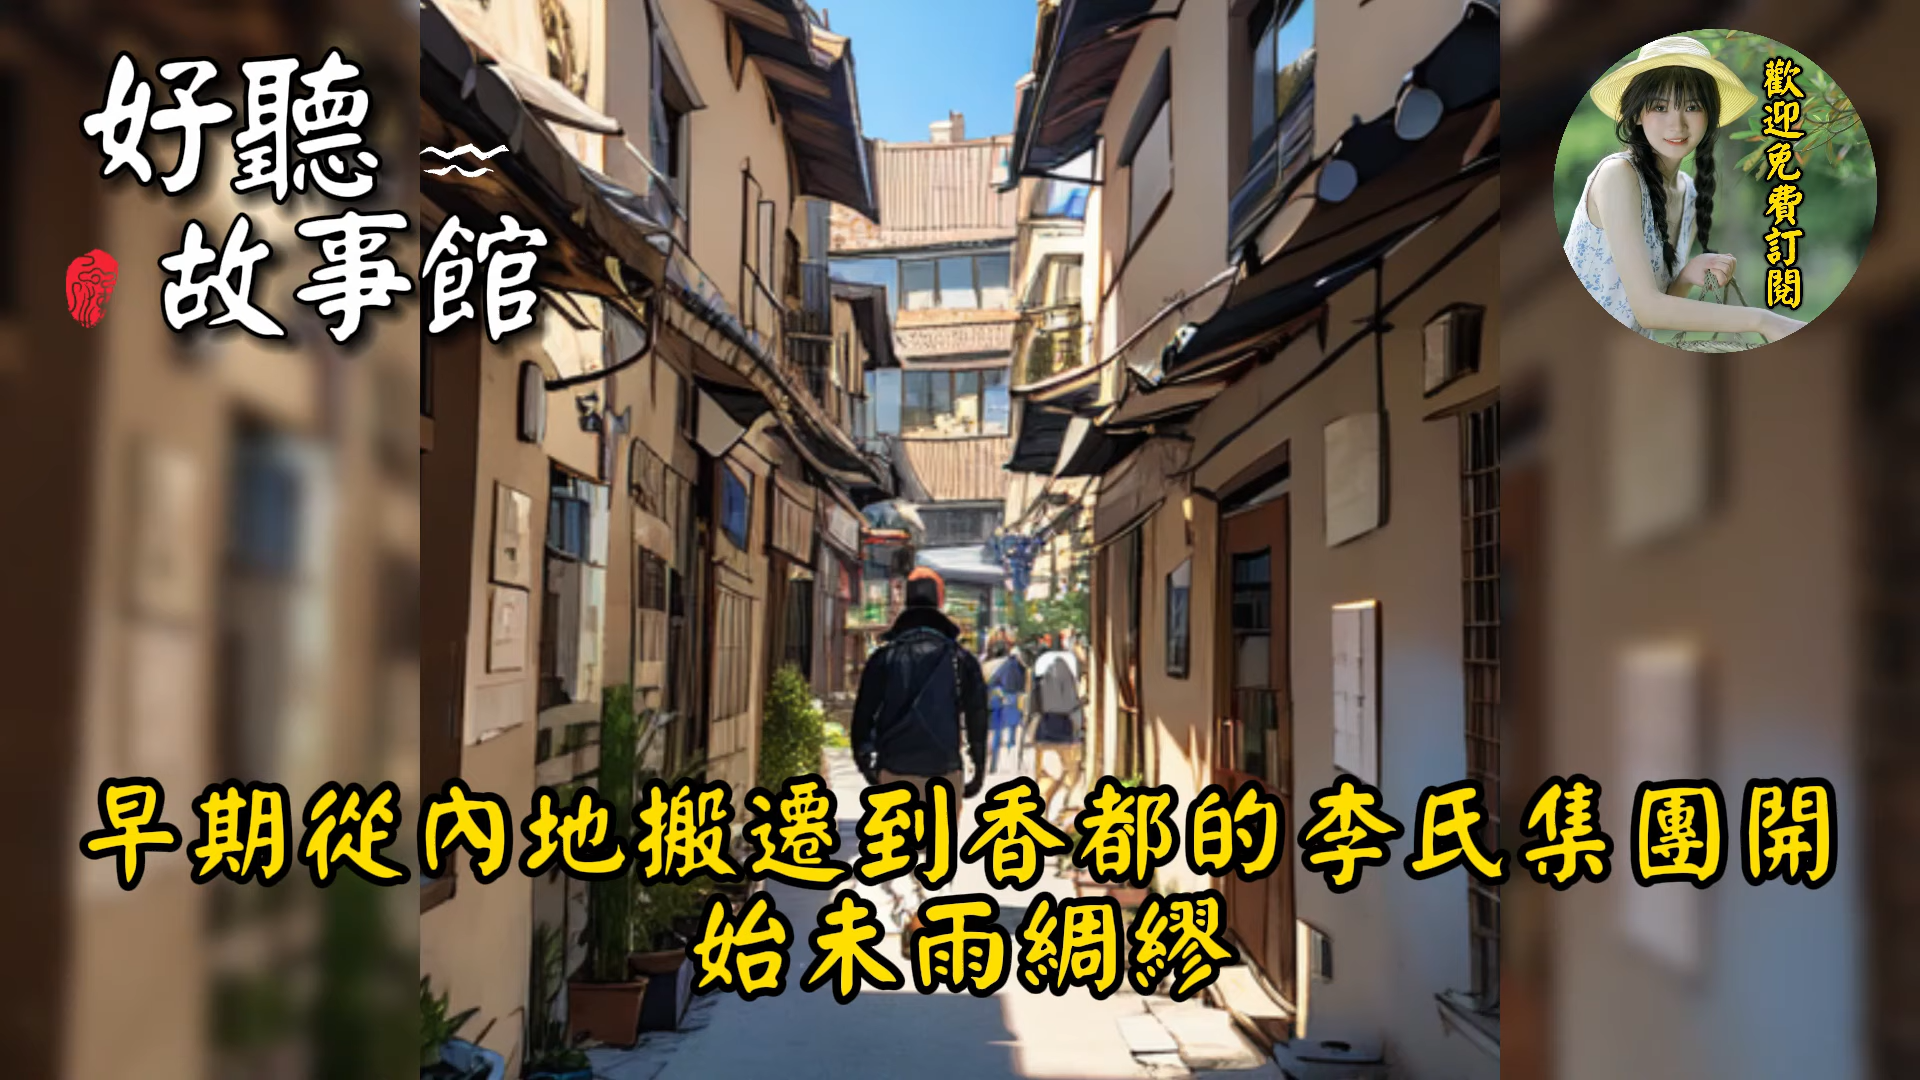 好聽
故事館
歡迎免費訂閱
早期從內地搬遷到香都的李氏集團開
始未雨綢繆